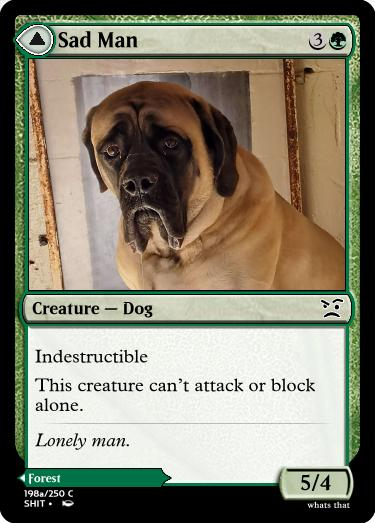 Sad Man 3
Creature — Dog
Indestructible
This creature can't attack or block
alone.
Lonely man.
Forest
5/4
198a/250 C
SHIT •
whats that